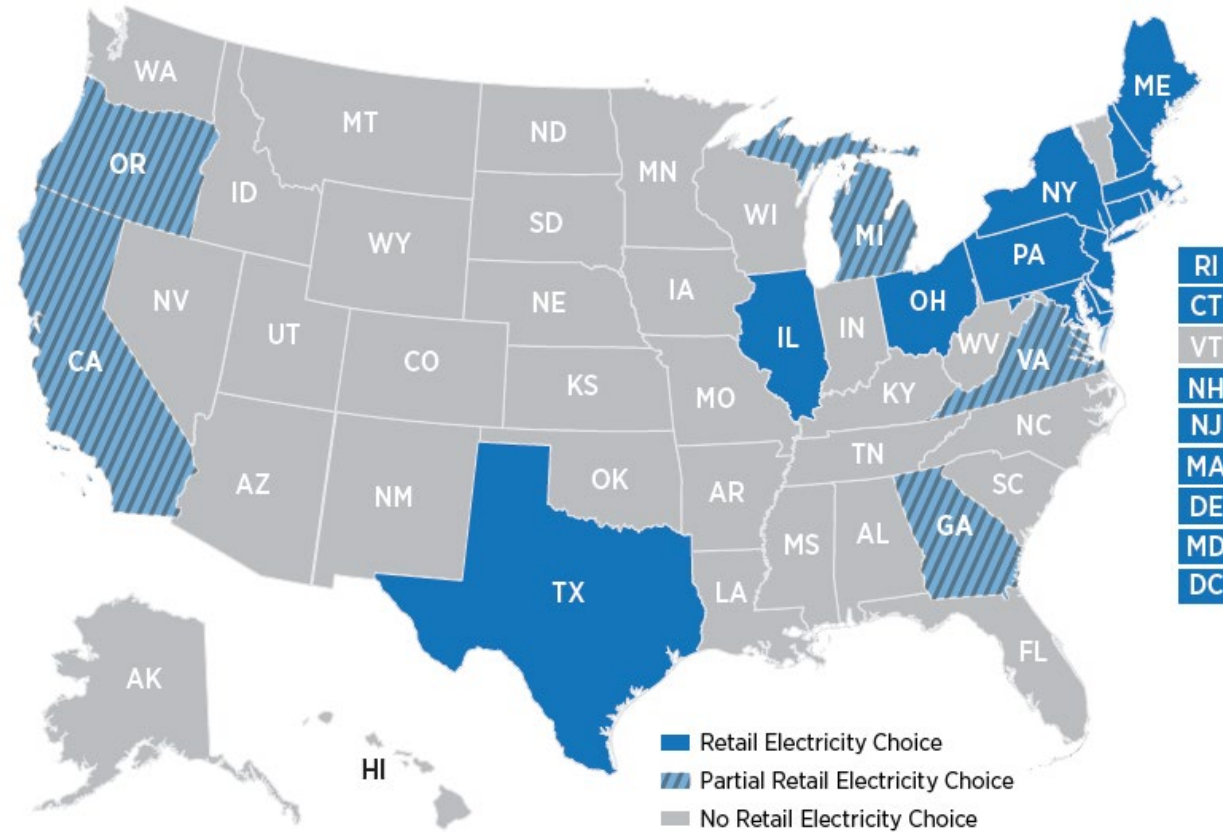 WA
MT
ND
MN
ME
OR
ID
SD
WI
MI
NY
WY
NE
IA
PA
NV
UT
CO
IL
IN
OH
WV
VA
CA
KS
MO
KY
NC
AZ
NM
OK
AR
TN
SC
TX
LA
MS
AL
GA
FL
AK
HI
RI
CT
VT
NH
NJ
MA
DE
MD
DC
Retail Electricity Choice
Partial Retail Electricity Choice
No Retail Electricity Choice